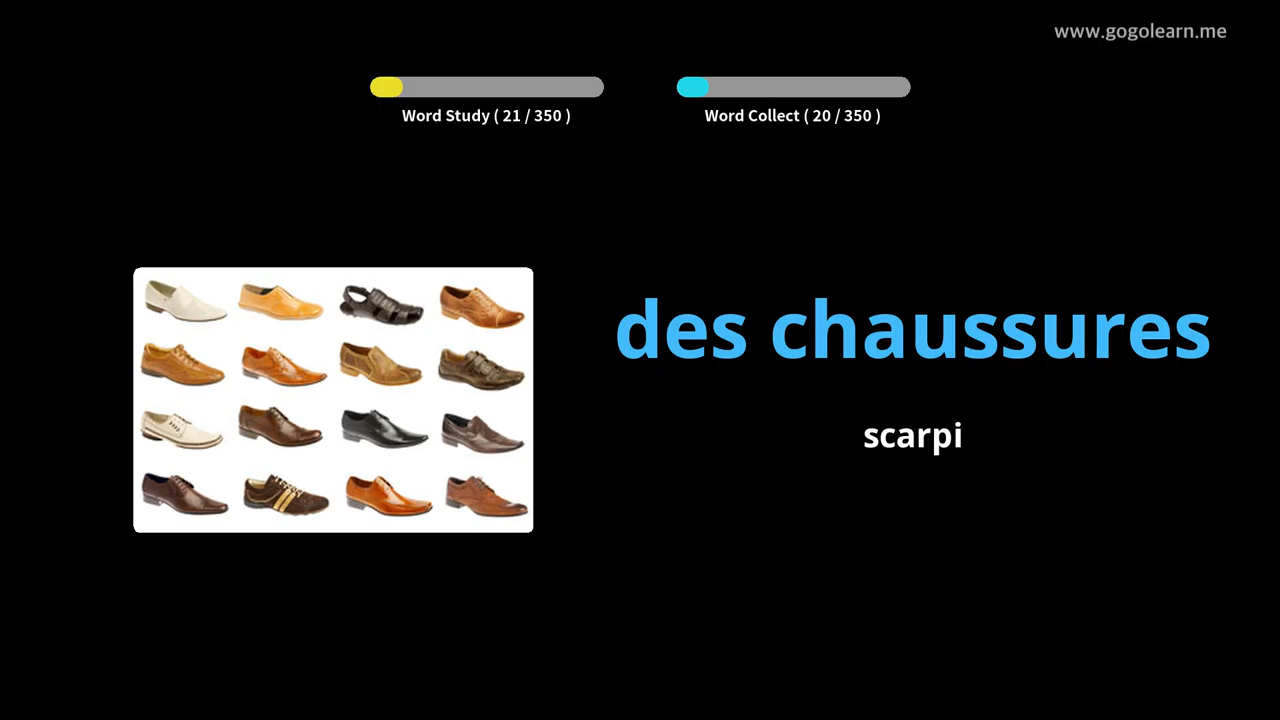 www.gogolearn.me
Word Study ( 21 / 350 )
Word Collect ( 20 / 350 )
des chaussures
scarpi